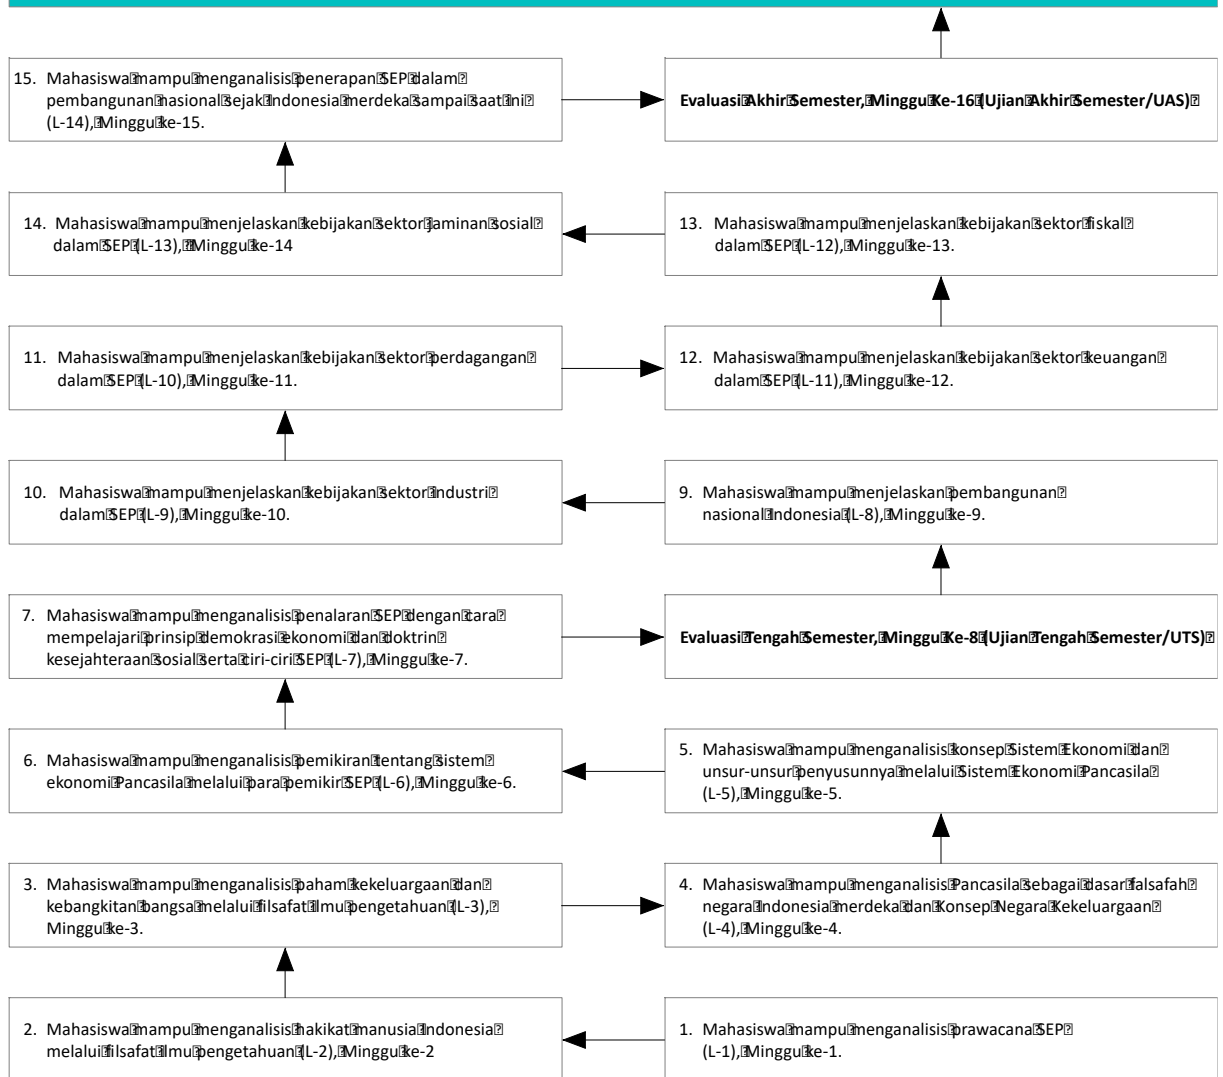 15. Mahasiswa mampu menganalisis penerapan SEP dalam
pembangunan nasional sejak Indonesia merdeka sampai saat ini
(L-14), Minggu ke-15.
Evaluasi Akhir Semester, Minggu Ke-16 (Ujian Akhir Semester/UAS)
14. Mahasiswa mampu menjelaskan kebijakan sektor jaminan sosial
dalam SEP (L-13), Minggu ke-14
13. Mahasiswa mampu menjelaskan kebijakan sektor fiskal
dalam SEP (L-12), Minggu ke-13.
11. Mahasiswa mampu menjelaskan kebijakan sektor perdagangan
dalam SEP (L-10), Minggu ke-11.
12. Mahasiswa mampu menjelaskan kebijakan sektor keuangan
dalam SEP (L-11), Minggu ke-12.
10. Mahasiswa mampu menjelaskan kebijakan sektor industri
dalam SEP (L-9), Minggu ke-10.
9. Mahasiswa mampu menjelaskan pembangunan
nasional Indonesia (L-8), Minggu ke-9.
7. Mahasiswa mampu menganalisis penalaran SEP dengan cara
mempelajari prinsip demokrasi ekonomi dan doktrin
kesejahteraan sosial serta ciri-ciri SEP (L-7), Minggu ke-7.
Evaluasi Tengah Semester, Minggu Ke-8 (Ujian Tengah Semester/UTS)
6. Mahasiswa mampu menganalisis pemikiran tentang sistem
ekonomi Pancasila melalui para pemikir SEP (L-6), Minggu ke-6.
5. Mahasiswa mampu menganalisis konsep Sistem Ekonomi dan
unsur-unsur penyusunnya melalui Sistem Ekonomi Pancasila
(L-5), Minggu ke-5.
3. Mahasiswa mampu menganalisis paham kekeluargaan dan
kebangkitan bangsa melalui filsafat ilmu pengetahuan (L-3),
Minggu ke-3.
4. Mahasiswa mampu menganalisis Pancasila sebagai dasar falsafah
negara Indonesia merdeka dan Konsep Negara Kekeluargaan
(L-4), Minggu ke-4.
2. Mahasiswa mampu menganalisis hakikat manusia Indonesia
melalui filsafat ilmu pengetahuan (L-2), Minggu ke-2
1. Mahasiswa mampu menganalisis prawacana SEP
(L-1), Minggu ke-1.